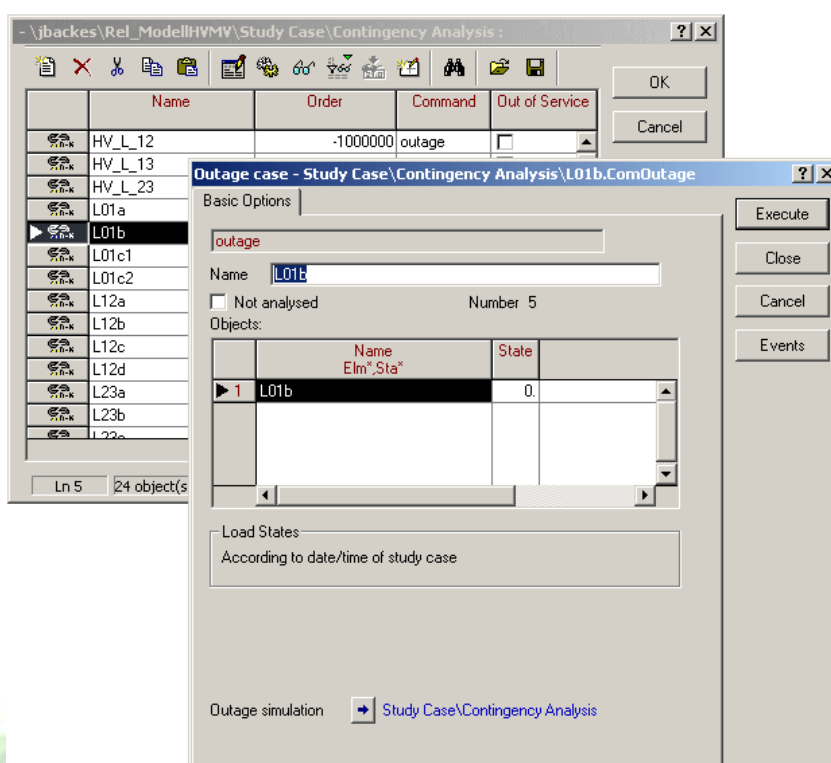 - \jbackes\Rel_ModellHVMV\Study Case\Contingency Analysis :
OK
Cancel
Name Order Command Out of Service
HV_L_12 -1000000 outage
HV_L_13
HV_L_23
L01a
L01b
L01c1
L01c2
L12a
L12b
L12c
L12d
L23a
L23b
Ln 5 24 object(s
Outage case - Study Case\Contingency Analysis\L01b.ComOutage
Basic Options
outage
Name L01b
Not analysed Number 5
Objects:
Name State
Elm*,Sta*
1 L01b 0.
Load States
According to date/time of study case
Outage simulation Study Case\Contingency Analysis
Execute
Close
Cancel
Events